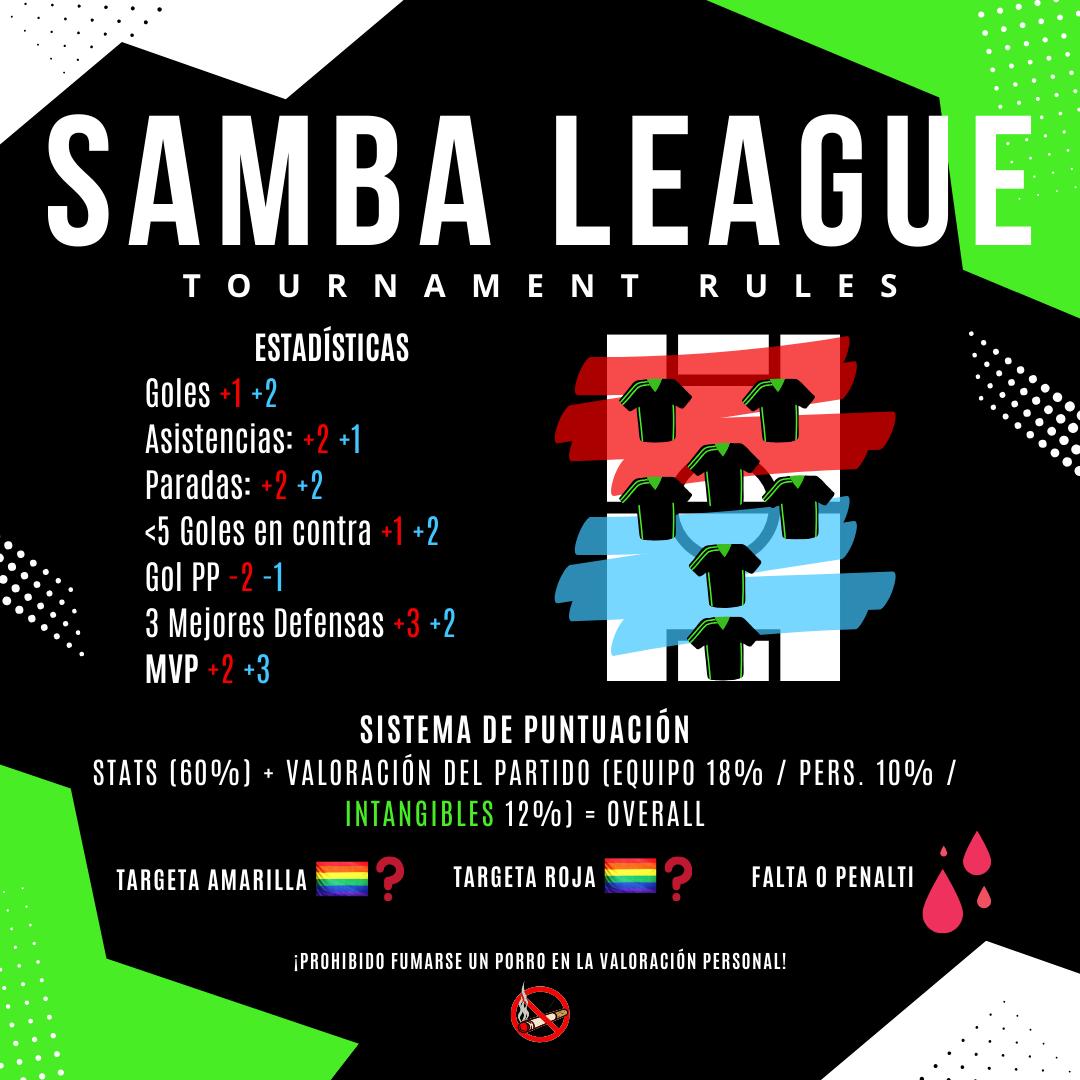 SAMBA LEAGUE
TOURNAMENT RULES
ESTADÍSTICAS
Goles +1 +2
Asistencias: +2 +1
Paradas: +2 +2
<5 Goles en contra +1 +2
Gol PP -2 -1
3 Mejores Defensas +3 +2
MVP +2 +3
SISTEMA DE PUNTUACIÓN
STATS (60%) + VALORACIÓN DEL PARTIDO (EQUIPO 18% / PERS. 10% /
INTANGIBLES 12%) = OVERALL
TARGETA AMARILLA ?
TARGETA ROJA ?
FALTA O PENALTI
¡PROHIBIDO FUMARSE UN PORRO EN LA VALORACIÓN PERSONAL!